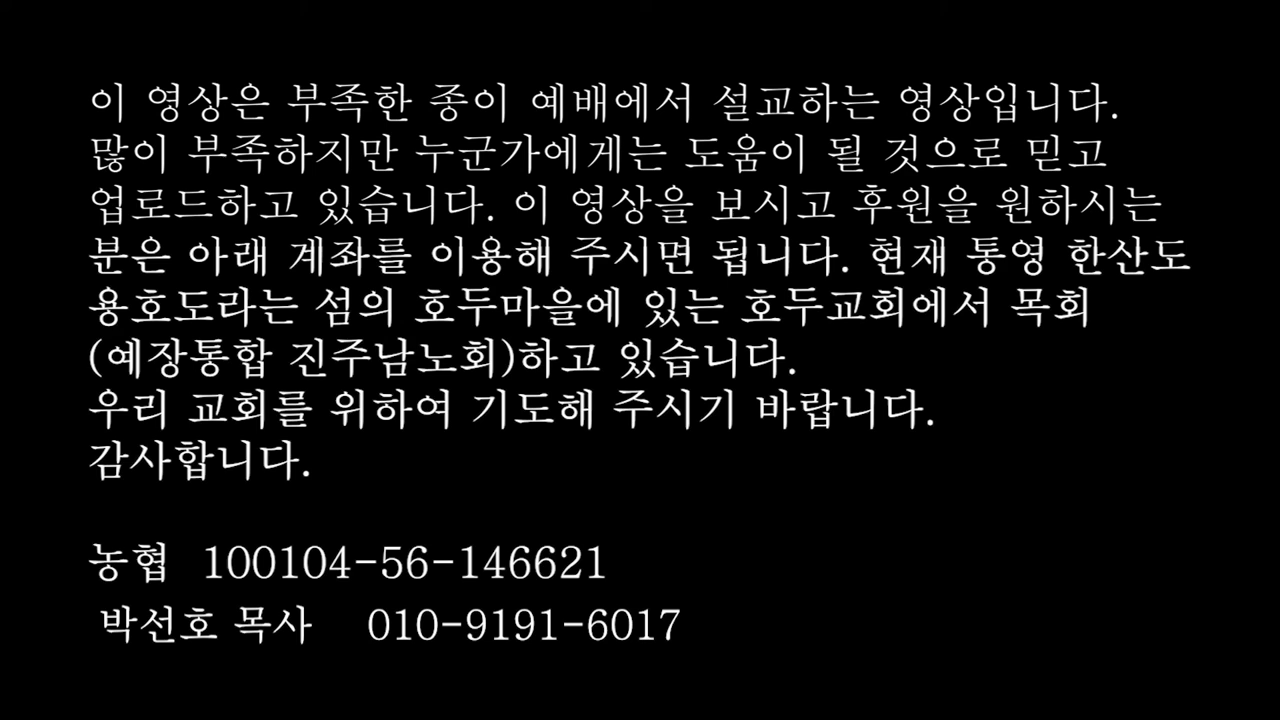 이 영상은 부족한 종이 예배에서 설교하는 영상입니다.
많이 부족하지만 누군가에게는 도움이 될 것으로 믿고
업로드하고 있습니다. 이 영상을 보시고 후원을 원하시는
분은 아래 계좌를 이용해 주시면 됩니다. 현재 통영 한산도
용호도라는 섬의 호두마을에 있는 호두교회에서 목회
(예장통합 진주남노회)하고 있습니다.
우리 교회를 위하여 기도해 주시기 바랍니다.
감사합니다.
농협 100104-56-146621
박선호 목사 010-9191-6017